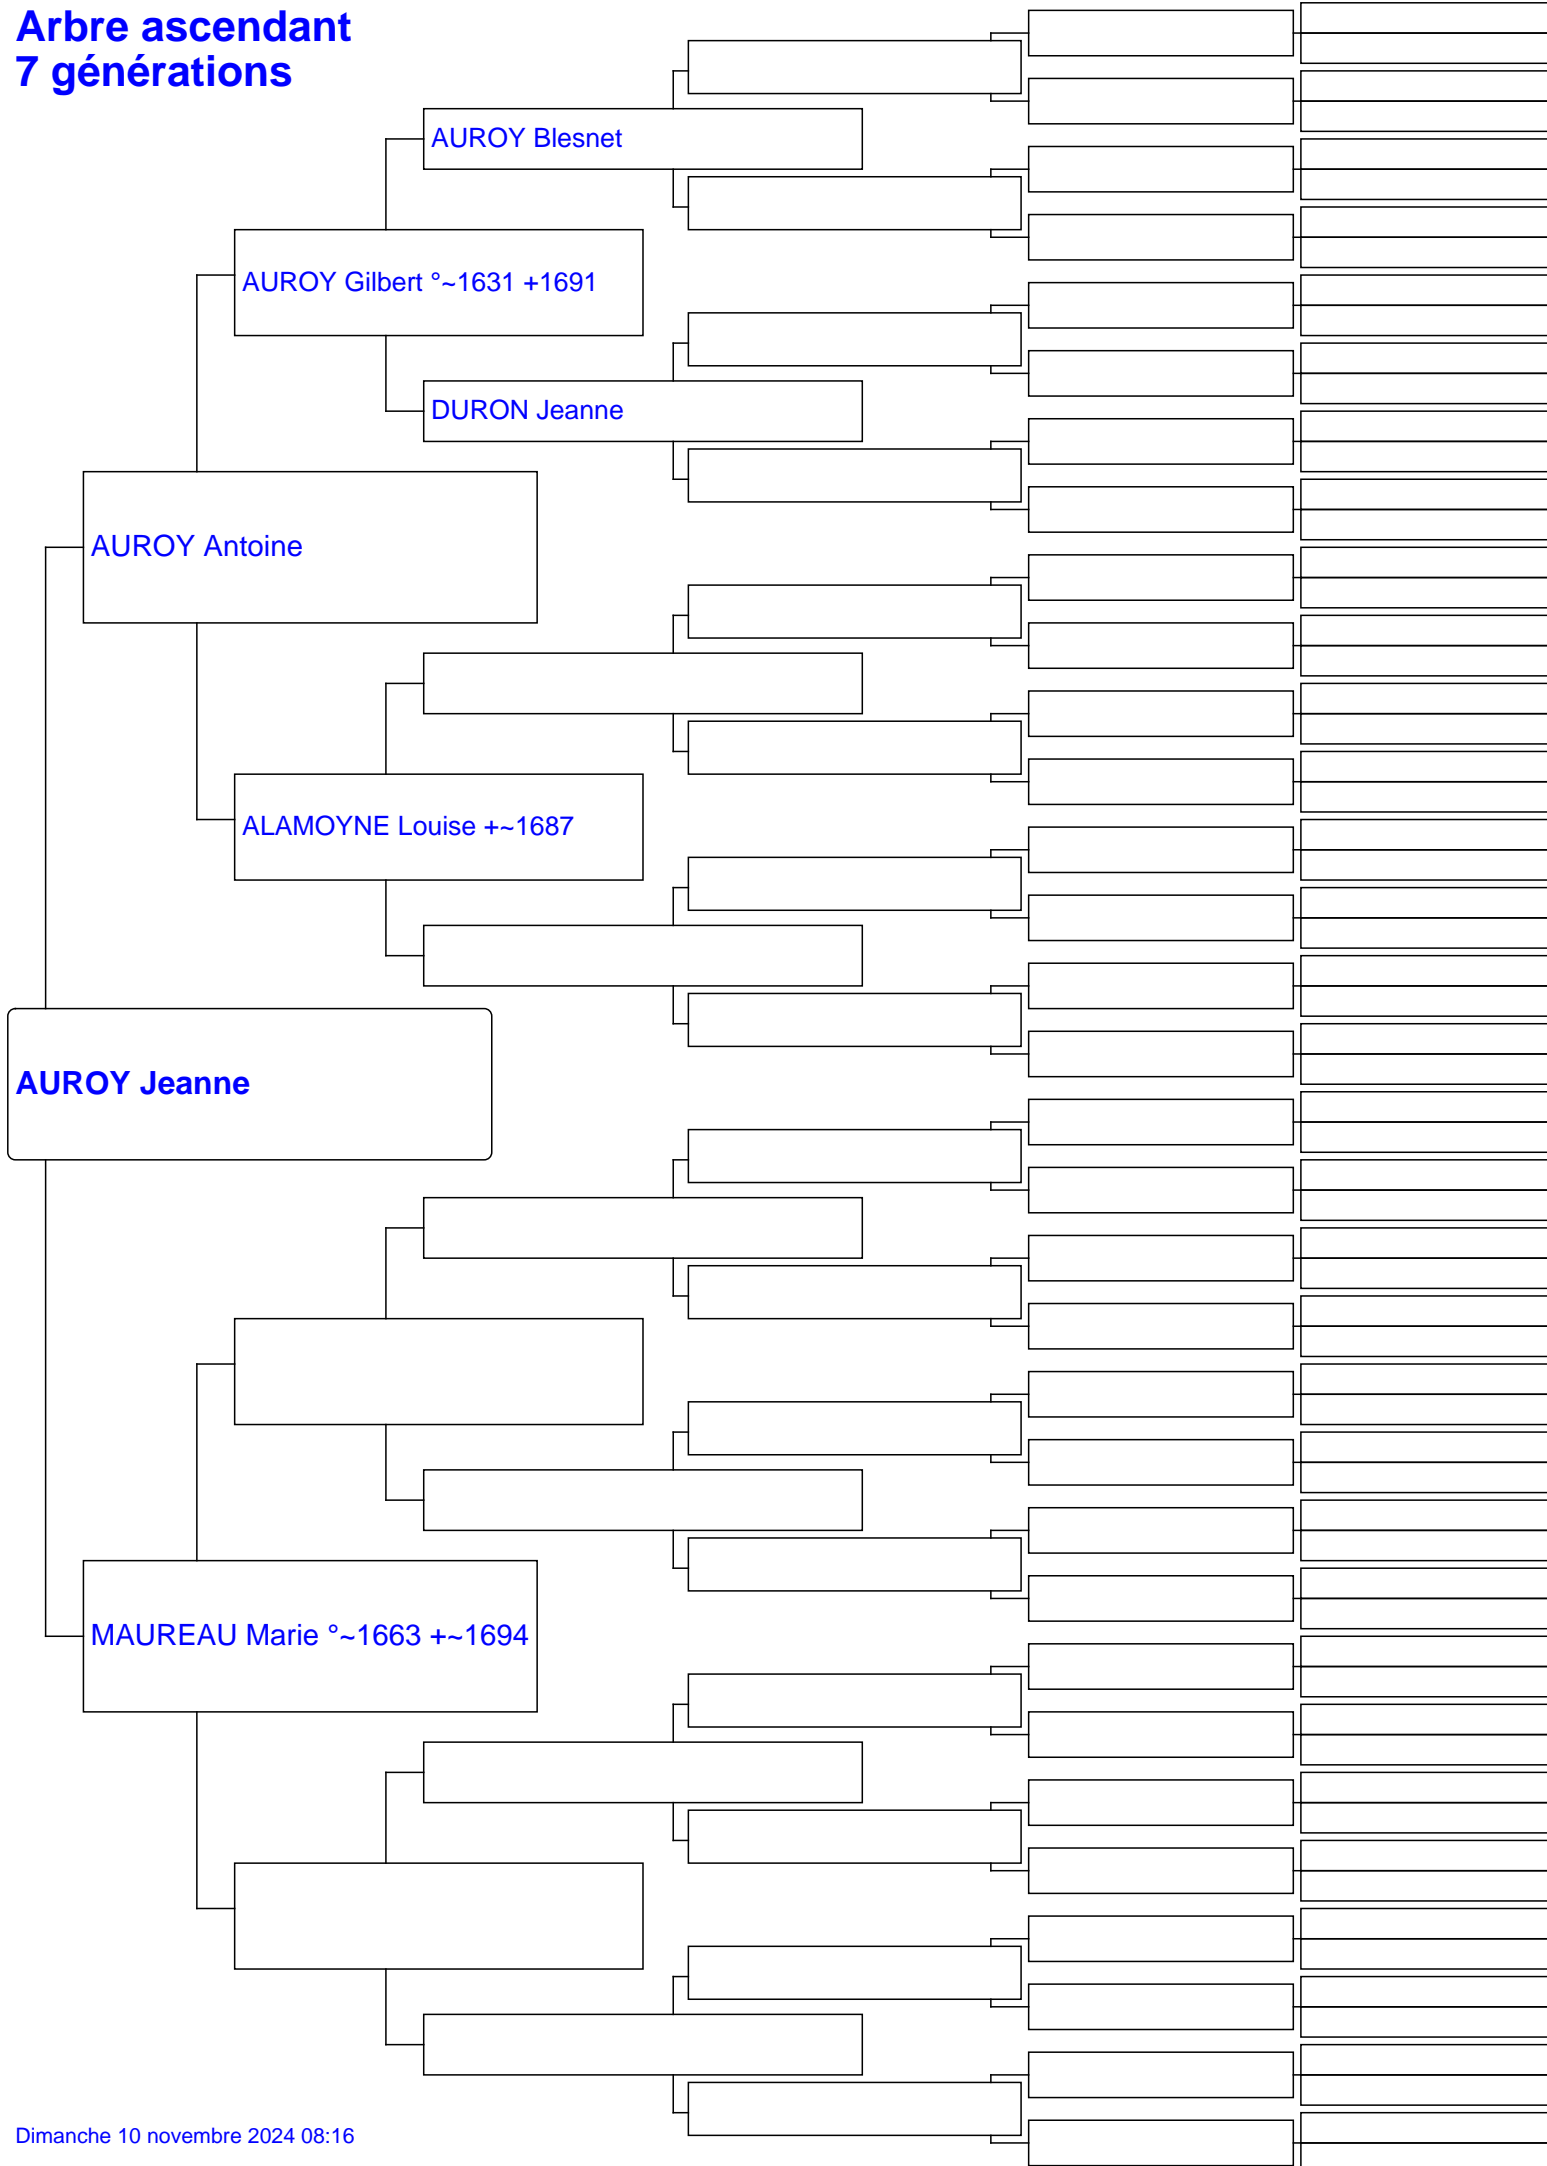 Arbre ascendant
7 générations
AUROY Blesnet
AUROY Gilbert °~1631 +1691
DURON Jeanne
AUROY Antoine
ALAMOYNE Louise +~1687
AUROY Jeanne
MAUREAU Marie °~1663 +~1694
Dimanche 10 novembre 2024 08:16